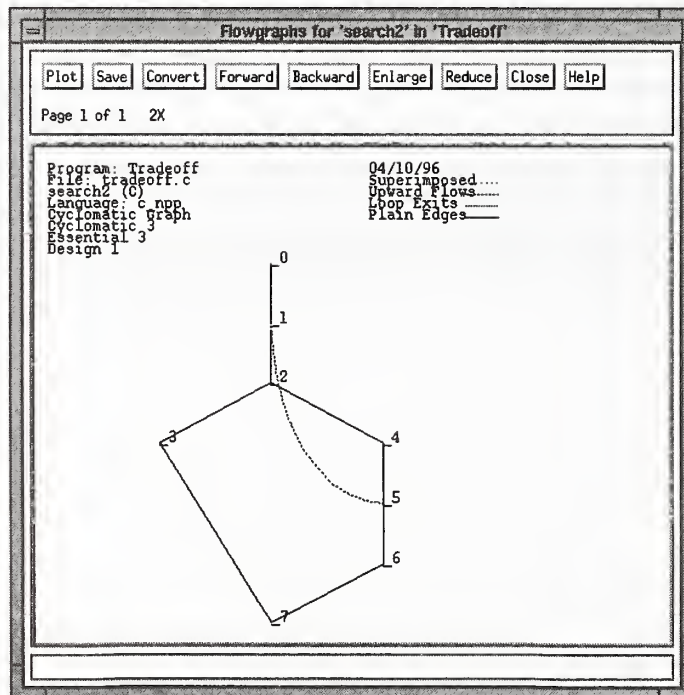 Flowgraphs for 'search2' in 'Tradeoff'
Plot Save Convert Forward Backward Enlarge Reduce Close Help
Page 1 of 1 2X
Program: Tradeoff
File: tradeoff.c
search2 (C)
Language: c_npp
Cyclomatic Graph
Cyclomatic 3
Essential 3
Design 1
04/10/96
Superimposed....
Upward Flows
Loop Exits
Plain Edges
0
1
2
3
4
5
6
7